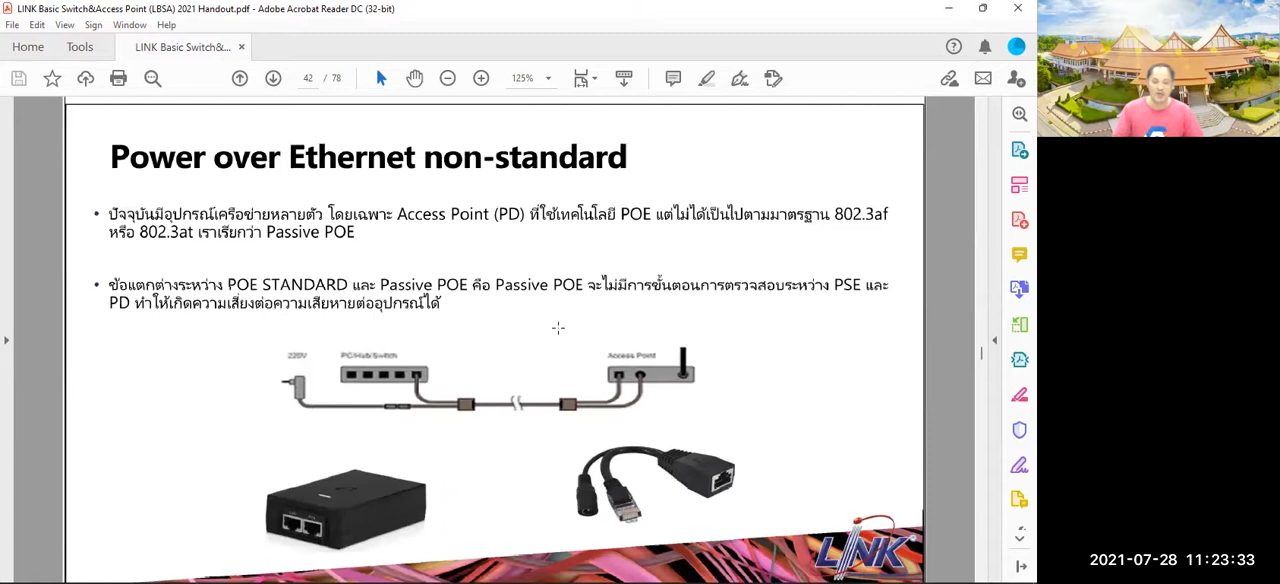 LINK Basic Switch&Access Point (LBSA) 2021 Handout.pdf - Adobe Acrobat Reader DC (32-bit)
File Edit View Sign Window Help
Home Tools LINK Basic Switch&... ×
42 / 78 125%
Power over Ethernet non-standard
• ปัจจุบันมีอุปกรณ์เครือข่ายหลายตัว โดยเฉพาะ Access Point (PD) ที่ใช้เทคโนโลยี POE แต่ไม่ได้เป็นไปตามมาตรฐาน 802.3af
หรือ 802.3at เราเรียกว่า Passive POE
• ข้อแตกต่างระหว่าง POE STANDARD และ Passive POE คือ Passive POE จะไม่มีการขั้นตอนการตรวจสอบระหว่าง PSE และ
PD ทำให้เกิดความเสี่ยงต่อความเสียหายต่ออุปกรณ์ได้
220V PC/Hub/Switch Access Point
LINK
2021-07-28 11:23:33